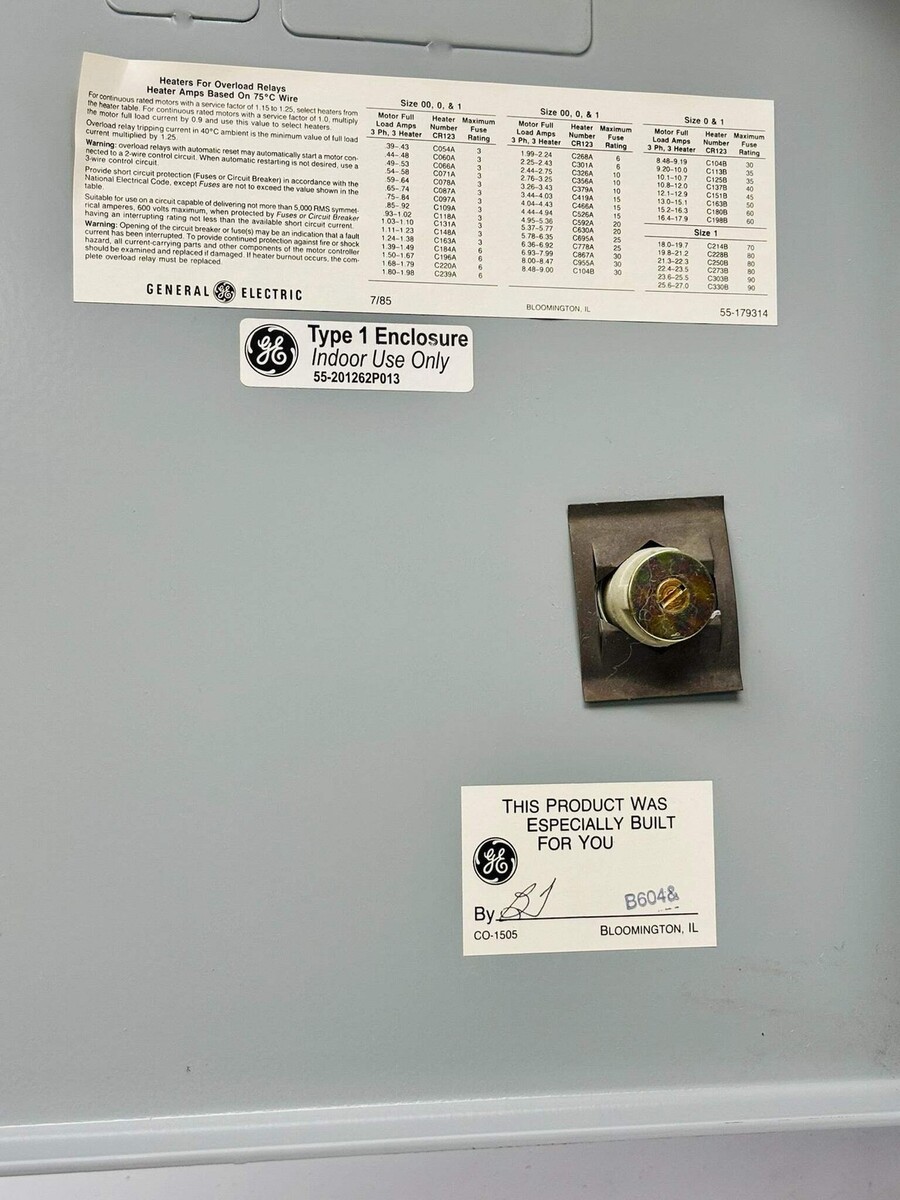 Heaters For Overload Relays
Heater Amps Based On 75°C Wire
For continuous rated motors with a service factor of 1.15 to 1.25, select heaters from
the heater table. For continuous rated motors with a service factor of 1.0, multiply
the motor full load current by 0.9 and use this value to select heaters.
Overload relay tripping current in 40°C ambient is the minimum value of full load
current multiplied by 1.25.
Warning: overload relays with automatic reset may automatically start a motor con-
nected to a 2-wire control circuit. When automatic restarting is not desired, use a
3-wire control circuit.
Provide short circuit protection (Fuses or Circuit Breaker) in accordance with the
National Electrical Code, except Fuses are not to exceed the value shown in the
table.
Suitable for use on a circuit capable of delivering not more than 5,000 RMS symmet-
rical amperes, 600 volts maximum, when protected by Fuses or Circuit Breaker
having an interrupting rating not less than the available short circuit current.
Warning: Opening of the circuit breaker or fuse(s) may be an indication that a fault
current has been interrupted. To provide continued protection against fire or shock
hazard, all current-carrying parts and other components of the motor controller
should be examined and replaced if damaged. If heater burnout occurs, the com-
plete overload relay must be replaced.
GENERAL GE ELECTRIC
Size 00, 0, & 1
Motor Full Heater Maximum
Load Amps Number Fuse
3 Ph, 3 Heater CR123 Rating
.39-.43 C054A 3
.44-.48 C060A 3
.49-.53 C066A 3
.54-.58 C071A 3
.59-.64 C078A 3
.65-.74 C087A 3
.75-.84 C097A 3
.85-.92 C109A 3
.93-1.02 C118A 3
1.03-1.10 C131A 3
1.11-1.23 C148A 3
1.24-1.38 C163A 3
1.39-1.49 C184A 6
1.50-1.67 C196A 6
1.68-1.79 C220A 6
1.80-1.98 C239A 6
7/85
Size 00, 0, & 1
Motor Full Heater Maximum
Load Amps Number Fuse
3 Ph, 3 Heater CR123 Rating
1.99-2.24 C268A 6
2.25-2.43 C301A 6
2.44-2.75 C326A 10
2.76-3.25 C356A 10
3.26-3.43 C379A 10
3.44-4.03 C419A 15
4.04-4.43 C466A 15
4.44-4.94 C526A 15
4.95-5.36 C592A 20
5.37-5.77 C630A 20
5.78-6.35 C695A 25
6.36-6.92 C778A 25
6.93-7.99 C867A 30
8.00-8.47 C955A 30
8.48-9.00 C104B 30
BLOOMINGTON, IL
Size 0 & 1
Motor Full Heater Maximum
Load Amps Number Fuse
3 Ph, 3 Heater CR123 Rating
8.48-9.19 C104B 30
9.20-10.0 C113B 35
10.1-10.7 C125B 35
10.8-12.0 C137B 40
12.1-12.9 C151B 45
13.0-15.1 C163B 50
15.2-16.3 C180B 60
16.4-17.9 C198B 60
Size 1
18.0-19.7 C214B 70
19.8-21.2 C228B 80
21.3-22.3 C250B 80
22.4-23.5 C273B 80
23.6-25.5 C303B 90
25.6-27.0 C330B 90
55-179314
GE
Type 1 Enclosure
Indoor Use Only
55-201262P013
THIS PRODUCT WAS
ESPECIALLY BUILT
FOR YOU
GE
By B604
CO-1505 BLOOMINGTON, IL